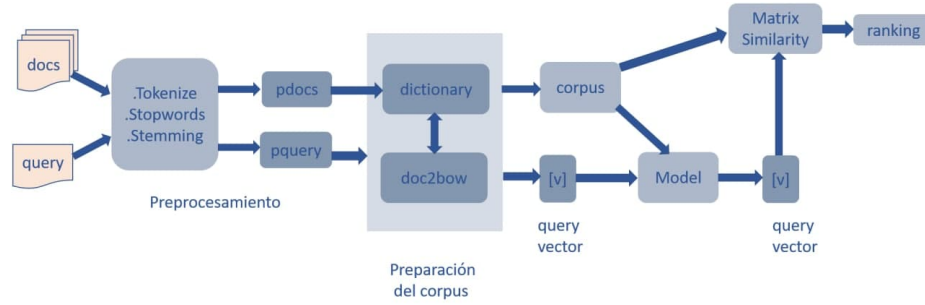 docs
query
.Tokenize
.Stopwords
.Stemming
Preprocesamiento
pdocs
pquery
dictionary
doc2bow
Preparación
del corpus
corpus
[v]
query
vector
Model
[v]
query
vector
Matrix
Similarity
ranking